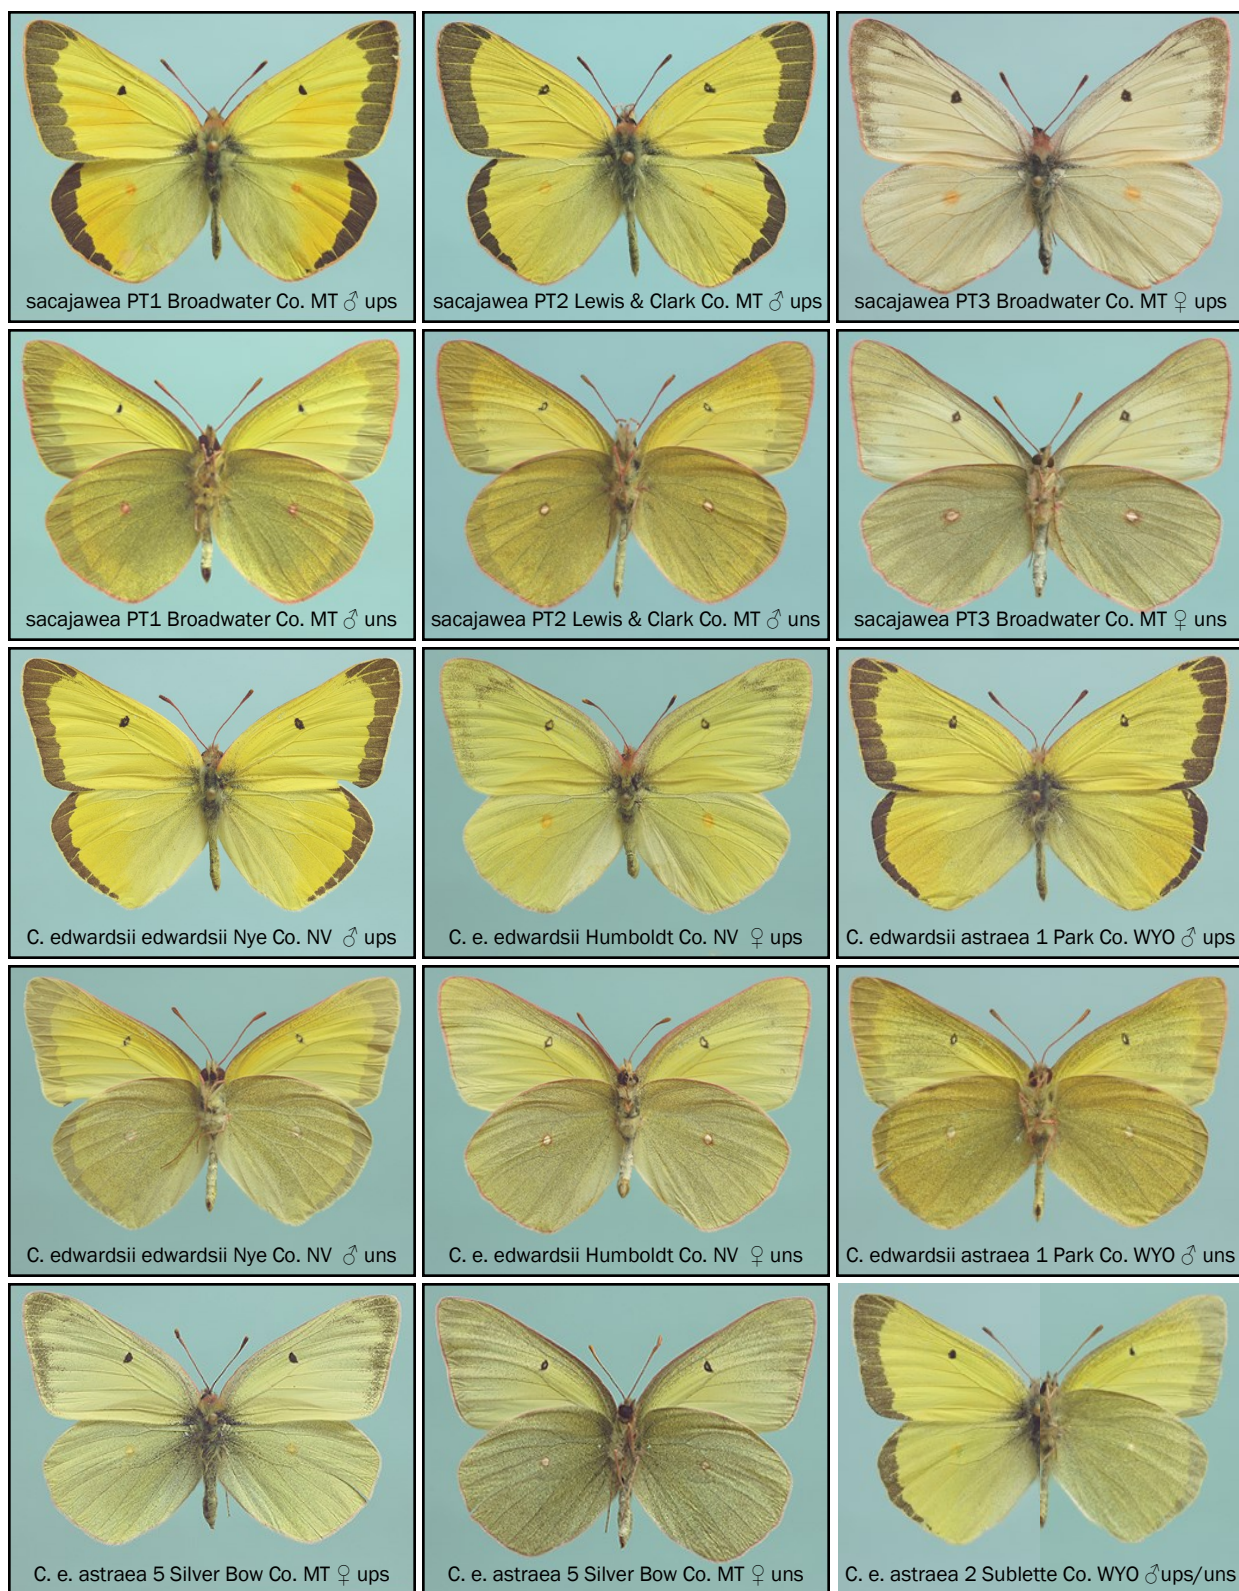 sacajawea PT1 Broadwater Co. MT ♂ ups
sacajawea PT2 Lewis & Clark Co. MT ♂ ups
sacajawea PT3 Broadwater Co. MT ♀ ups
sacajawea PT1 Broadwater Co. MT ♂ uns
sacajawea PT2 Lewis & Clark Co. MT ♂ uns
sacajawea PT3 Broadwater Co. MT ♀ uns
C. edwardsii edwardsii Nye Co. NV ♂ ups
C. e. edwardsii Humboldt Co. NV ♀ ups
C. edwardsii astraea 1 Park Co. WYO ♂ ups
C. edwardsii edwardsii Nye Co. NV ♂ uns
C. e. edwardsii Humboldt Co. NV ♀ uns
C. edwardsii astraea 1 Park Co. WYO ♂ uns
C. e. astraea 5 Silver Bow Co. MT ♀ ups
C. e. astraea 5 Silver Bow Co. MT ♀ uns
C. e. astraea 2 Sublette Co. WYO ♂ups/uns